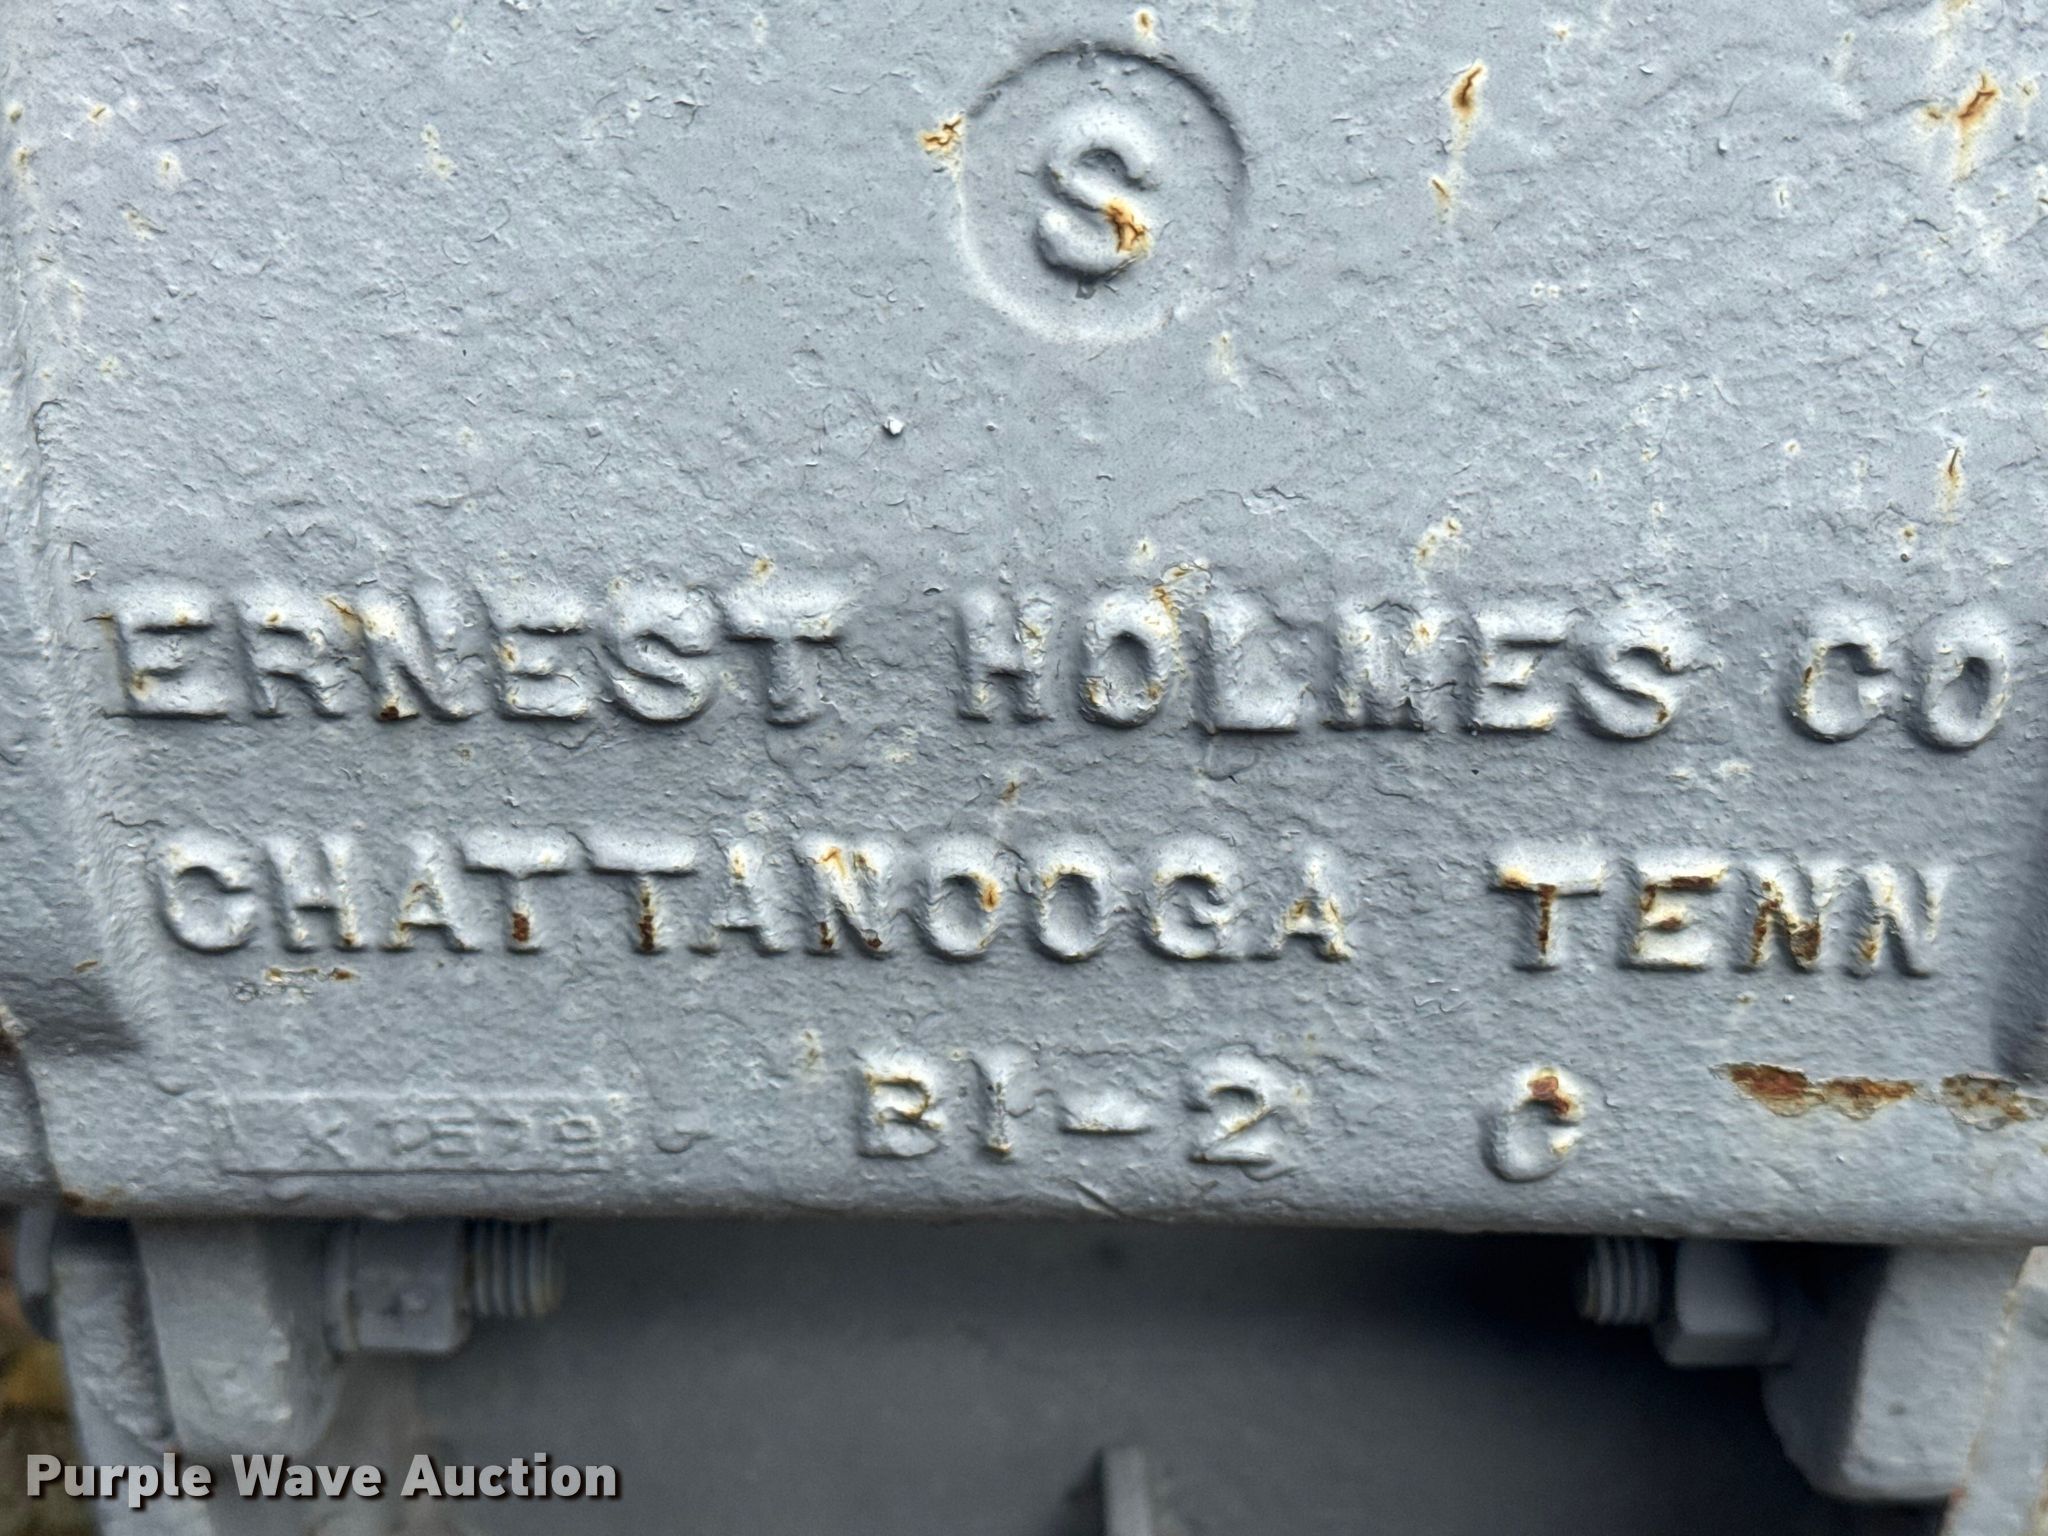 S
ERNEST HOLMES CO
CHATTANOOGA TENN
B1-2 C
Purple Wave Auction